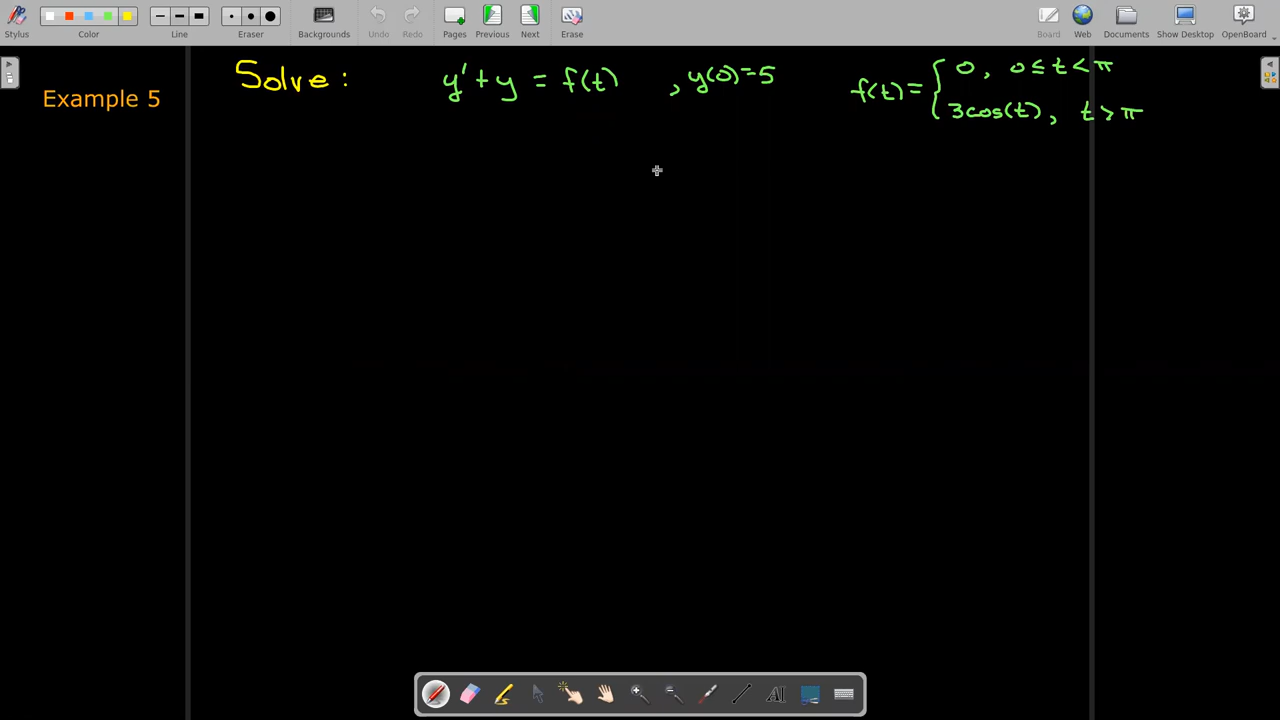 Stylus
Color
Line
Eraser
Backgrounds
Undo
Redo
Pages
Previous
Next
Erase
Board
Web
Documents
Show Desktop
OpenBoard
Example 5
Solve : y' + y = f(t) , y(0)=5 f(t)= { 0, 0 ≤ t < π
3cos(t), t > π
AI